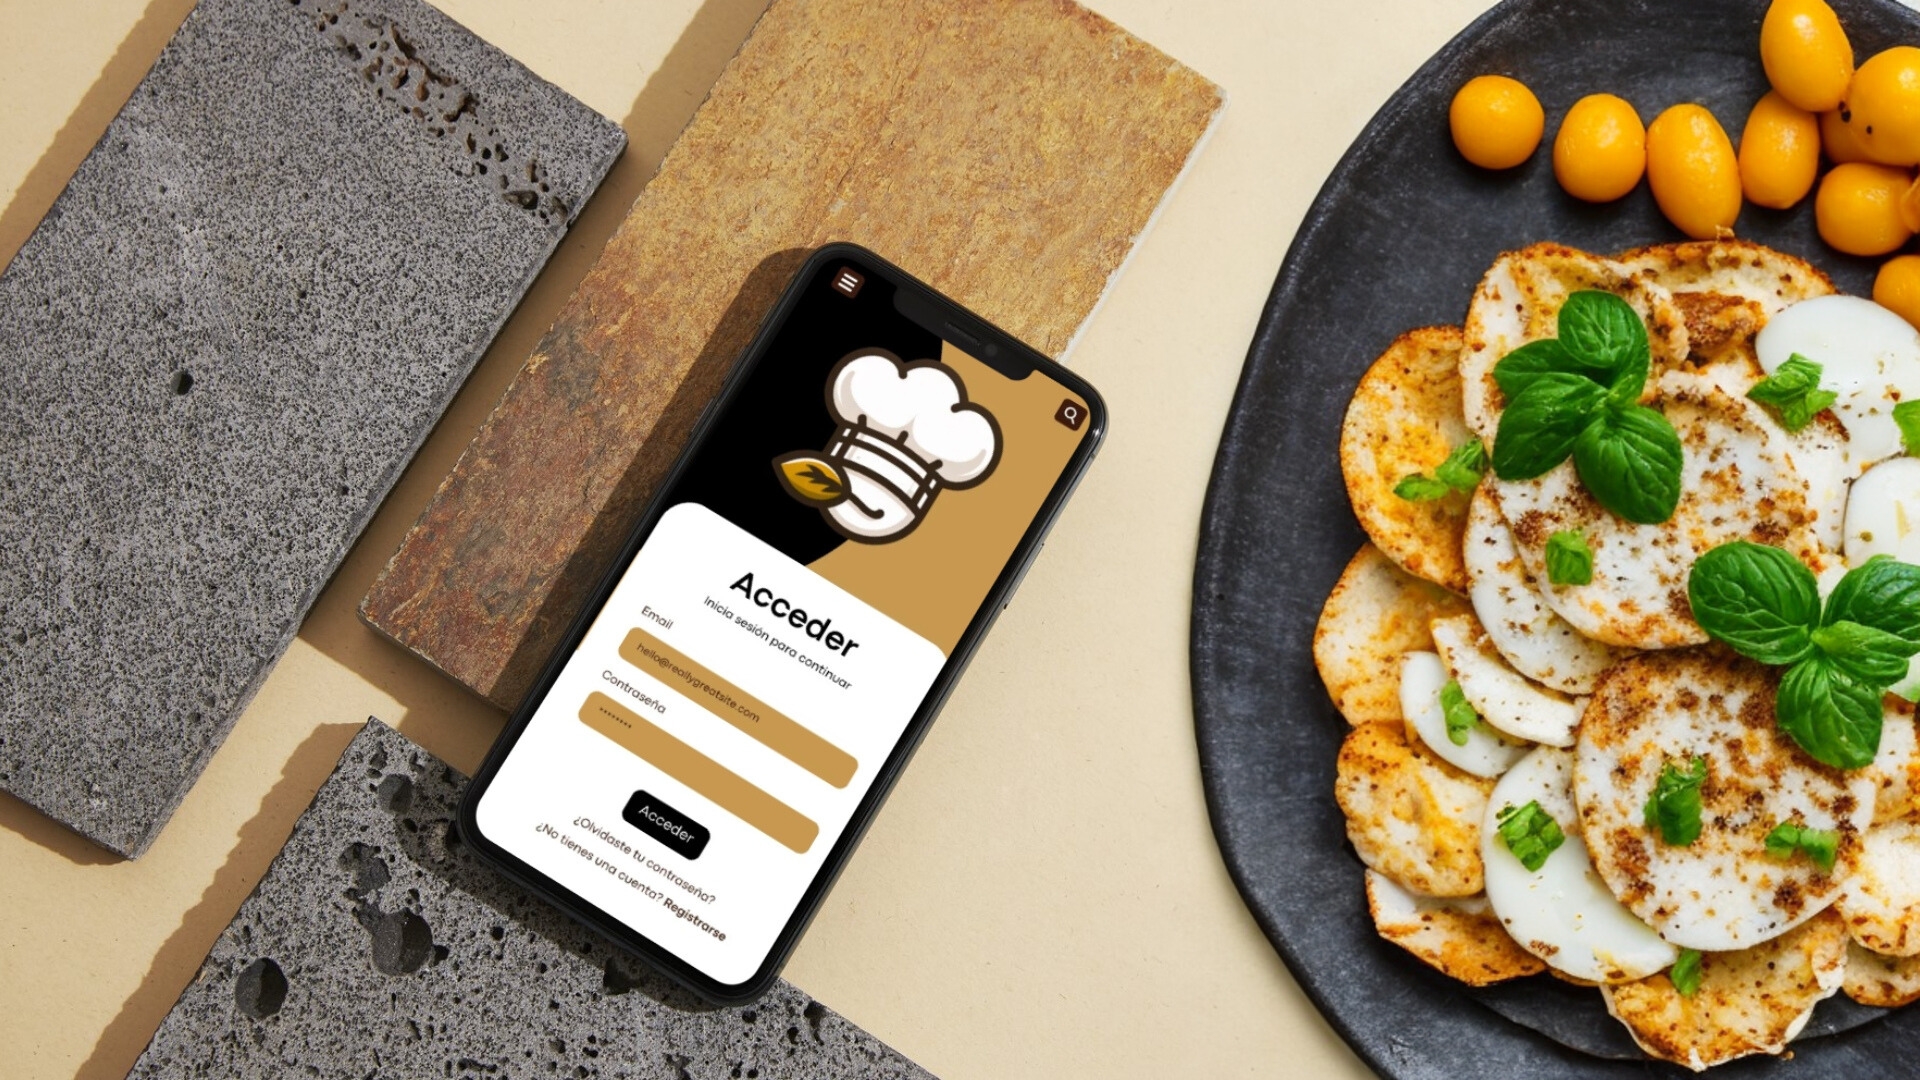 Acceder
Inicia sesión para continuar
Email
hello@reallygreatsite.com
Contraseña
********
Acceder
¿Olvidaste tu contraseña?
¿No tienes una cuenta? Registrarse